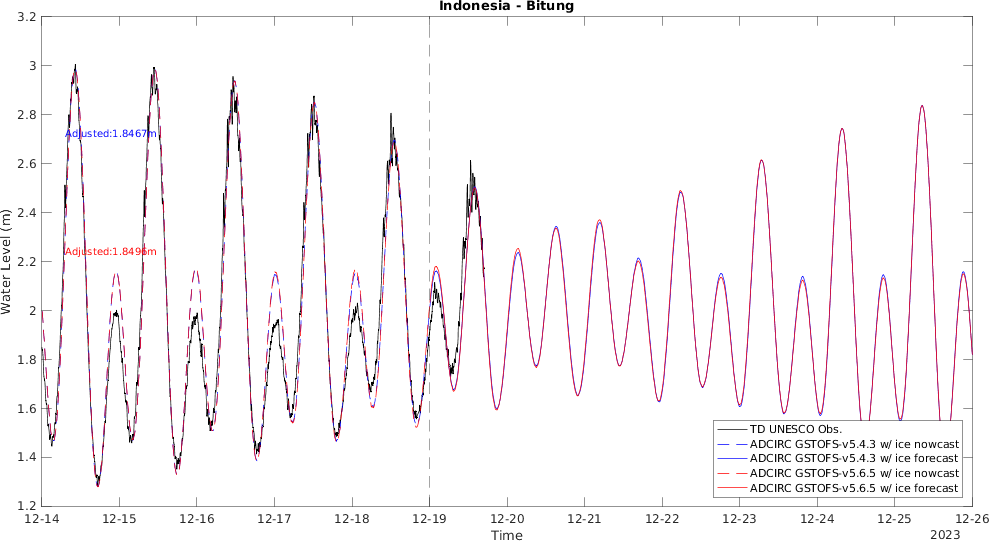 Indonesia - Bitung
3.2
3
2.8
2.6
2.4
2.2
2
1.8
1.6
1.4
1.2
Water Level (m)
Adjusted:1.8467m
Adjusted:1.8496m
TD UNESCO Obs.
ADCIRC GSTOFS-v5.4.3 w/ ice nowcast
ADCIRC GSTOFS-v5.4.3 w/ ice forecast
ADCIRC GSTOFS-v5.6.5 w/ ice nowcast
ADCIRC GSTOFS-v5.6.5 w/ ice forecast
12-14 12-15 12-16 12-17 12-18 12-19 12-20 12-21 12-22 12-23 12-24 12-25 12-26
Time
2023